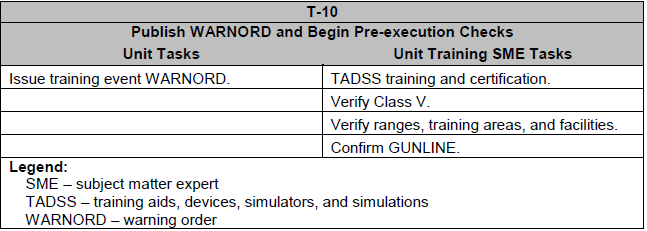 T-10
Publish WARNORD and Begin Pre-execution Checks
Unit Tasks Unit Training SME Tasks
Issue training event WARNORD. TADSS training and certification.
Verify Class V.
Verify ranges, training areas, and facilities.
Confirm GUNLINE.
Legend:
SME – subject matter expert
TADSS – training aids, devices, simulators, and simulations
WARNORD – warning order